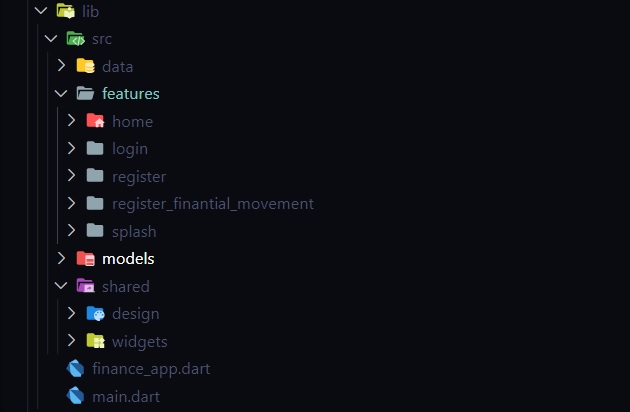 lib
src
data
features
home
login
register
register_finantial_movement
splash
models
shared
design
widgets
finance_app.dart
main.dart